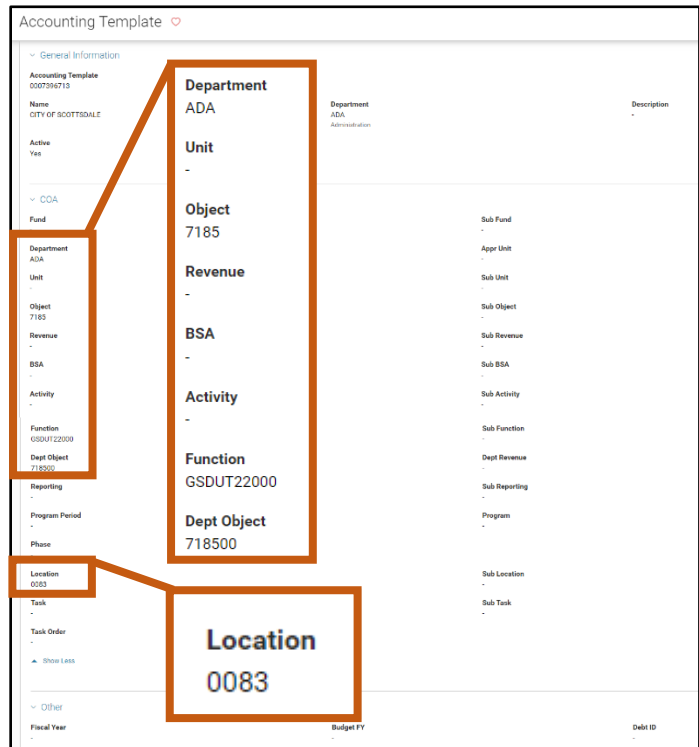 Accounting Template
General Information
Accounting Template
0007396713
Name
CITY OF SCOTTSDALE
Department
ADA
Administration
Description
-
Active
Yes
COA
Fund
Sub Fund
-
Department
ADA
Appr Unit
-
Unit
-
Sub Unit
-
Object
7185
Sub Object
-
Revenue
-
Sub Revenue
-
BSA
-
Sub BSA
-
Activity
-
Sub Activity
-
Function
GSDUT22000
Sub Function
-
Dept Object
718500
Dept Revenue
-
Reporting
-
Sub Reporting
-
Program Period
-
Program
-
Phase
Location
0083
Sub Location
-
Task
-
Sub Task
-
Task Order
-
Show Less
Other
Fiscal Year
-
Budget FY
-
Debt ID
-
Department
ADA
Unit
-
Object
7185
Revenue
-
BSA
-
Activity
-
Function
GSDUT22000
Dept Object
718500
Location
0083